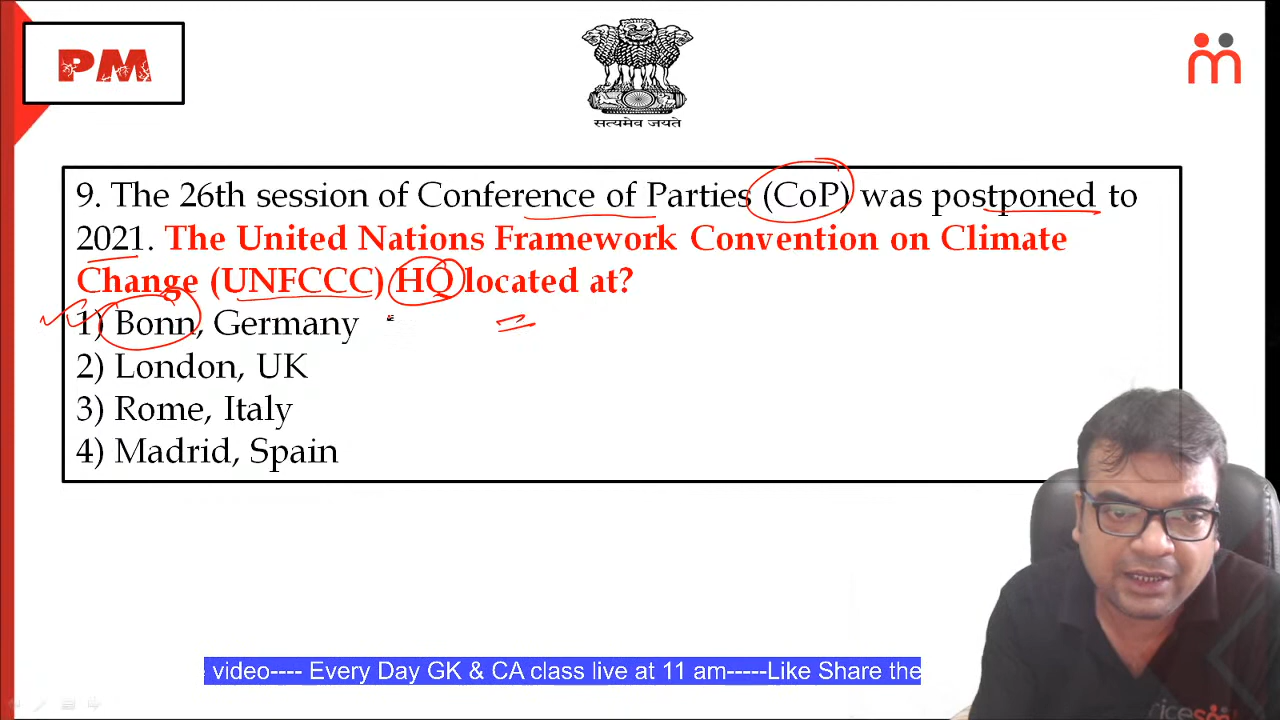 PM
सत्यमेव जयते
9. The 26th session of Conference of Parties (CoP) was postponed to
2021. The United Nations Framework Convention on Climate
Change (UNFCCC) HQ located at?
1) Bonn, Germany
2) London, UK
3) Rome, Italy
4) Madrid, Spain
video---- Every Day GK & CA class live at 11 am-----Like Share the